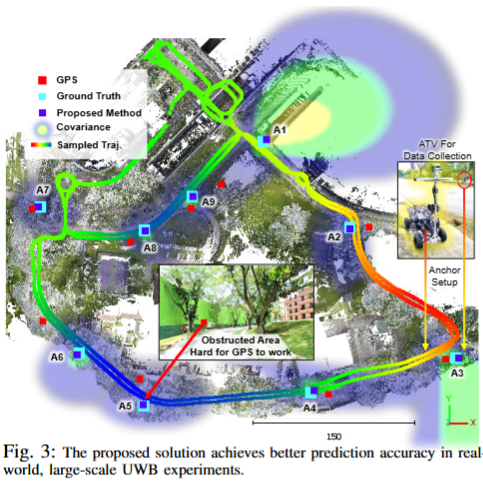 GPS
Ground Truth
Proposed Method
Covariance
Sampled Traj.
A1
ATV For
Data Collection
A7
A9
A2
A8
Anchor
Setup
Obstructed Area
Hard for GPS to work
A6
A3
A5
A4
Y
X
150
Fig. 3: The proposed solution achieves better prediction accuracy in real-
world, large-scale UWB experiments.